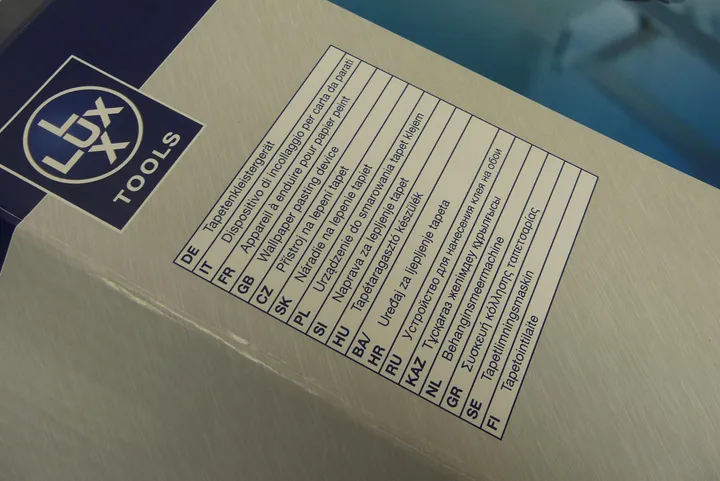 LUX
LUX
TOOLS
DE Tapetenkleistergerät
IT Dispositivo di incollaggio per carta da parati
FR Appareil à enduire pour papier peint
GB Wallpaper pasting device
CZ Přístroj na lepení tapet
SK Náradie na lepenie tapiet
PL Urządzenie do smarowania tapet klejem
SI Naprava za lepljenje tapet
HU Tapétaragasztó készülék
BA/
HR Uređaj za ljepljenje tapeta
RU Устройство для нанесения клея на обои
KAZ Тұсқағаз желімдеу құрылғысы
NL Behanginsmeermachine
GR Συσκευή κόλλησης ταπετσαρίας
SE Tapetlimningsmaskin
FI Tapetointilaite